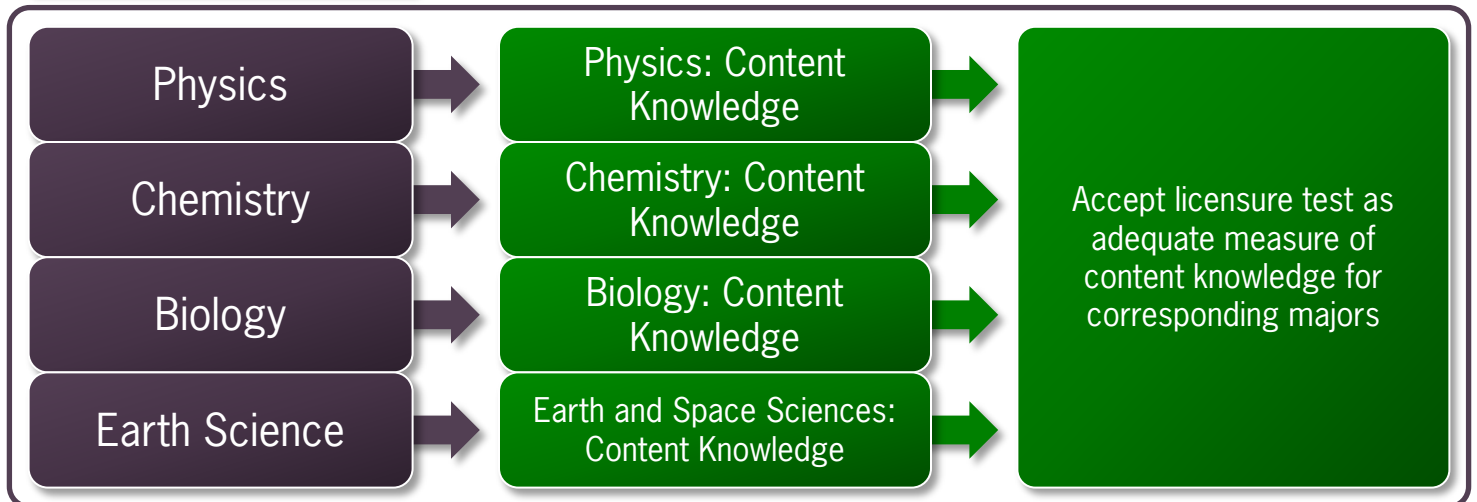 Physics
Physics: Content
Knowledge
Chemistry
Chemistry: Content
Knowledge
Biology
Biology: Content
Knowledge
Earth Science
Earth and Space Sciences:
Content Knowledge
Accept licensure test as
adequate measure of
content knowledge for
corresponding majors